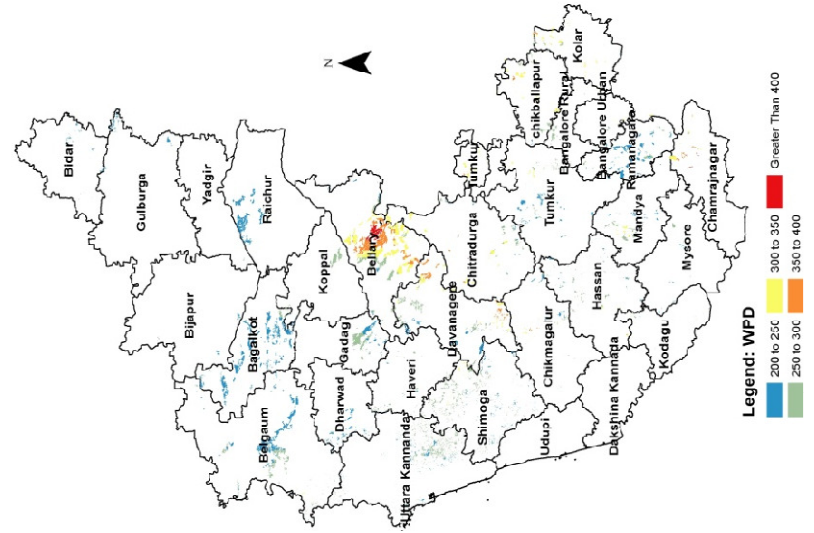 N
Bidar
Gulburga
Yadgir
Raichur
Bijapur
Bagalkot
Belgaum
Koppal
Gadag
Dharwad
Bellary
Haveri
Uttara Kannanda
Davanagere
Chitradurga
Shimoga
Tumkur
Tumkur
chikballapur
Kolar
Bangalore Rural
Bangalore Urban
Ramanagara
Chikmagalur
Udupi
Hassan
Mandya
Dakshina Kannada
Kodagu
Mysore
Chamrajnagar
Legend: WPD
200 to 250
300 to 350
Greater Than 400
250 to 300
350 to 400